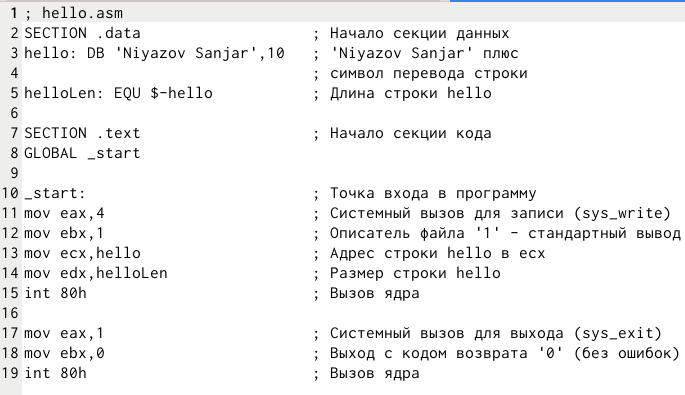 1 ; hello.asm
2 SECTION .data ; Начало секции данных
3 hello: DB 'Niyazov Sanjar',10 ; 'Niyazov Sanjar' плюс
4 ; символ перевода строки
5 helloLen: EQU $-hello ; Длина строки hello
6
7 SECTION .text ; Начало секции кода
8 GLOBAL _start
9
10 _start: ; Точка входа в программу
11 mov eax,4 ; Системный вызов для записи (sys_write)
12 mov ebx,1 ; Описатель файла '1' - стандартный вывод
13 mov ecx,hello ; Адрес строки hello в ecx
14 mov edx,helloLen ; Размер строки hello
15 int 80h ; Вызов ядра
16
17 mov eax,1 ; Системный вызов для выхода (sys_exit)
18 mov ebx,0 ; Выход с кодом возврата '0' (без ошибок)
19 int 80h ; Вызов ядра